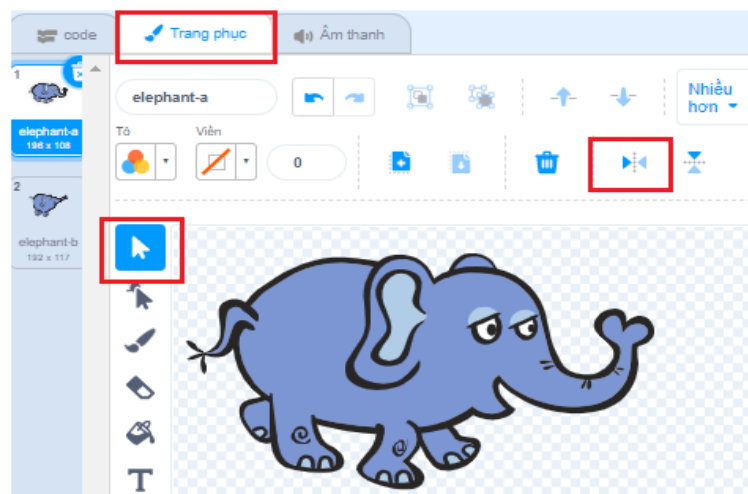 code
Trang phục
Âm thanh
1
elephant-a
196 x 108
2
elephant-b
192 x 117
elephant-a
Nhiều
hơn
Tô
Viền
0
T